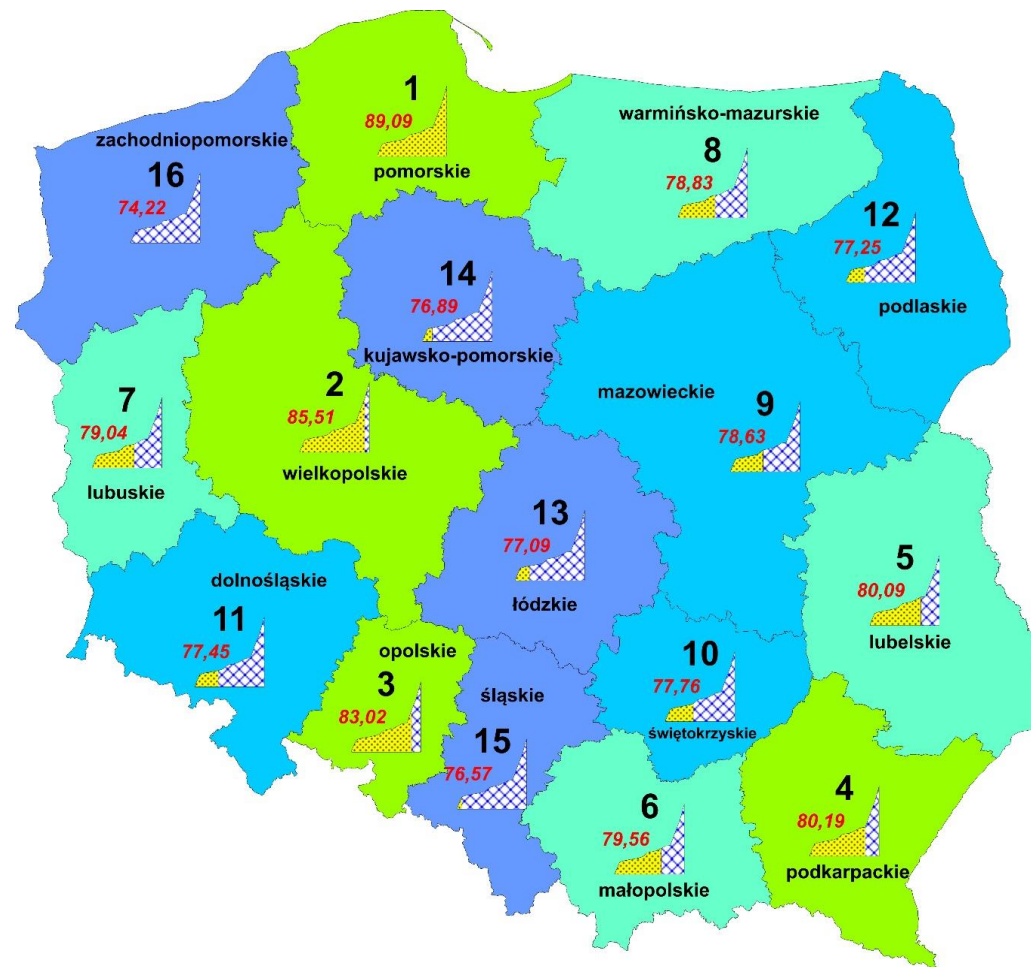 1
89,09
pomorskie
zachodniopomorskie
16
74,22
warmińsko-mazurskie
8
78,83
12
77,25
podlaskie
14
76,89
kujawsko-pomorskie
2
85,51
wielkopolskie
7
79,04
lubuskie
mazowieckie
9
78,63
13
77,09
łódzkie
5
80,09
lubelskie
dolnośląskie
11
77,45
opolskie
3
83,02
śląskie
15
76,57
10
77,76
świętokrzyskie
6
79,56
małopolskie
4
80,19
podkarpackie